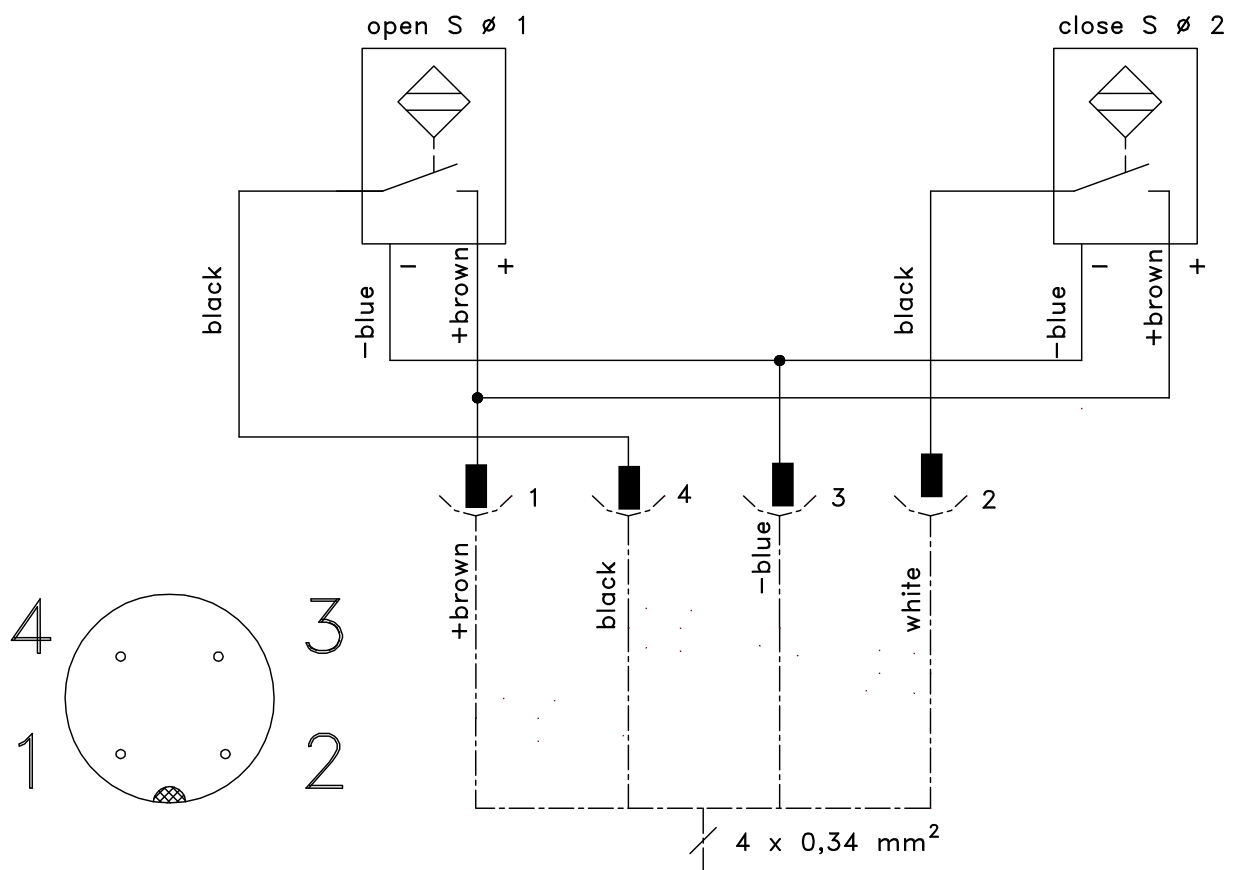 open S ø 1
close S ø 2
black
−blue
−
+brown
+
black
−blue
−
+brown
+
1
4
3
2
+brown
black
−blue
white
4
3
1
2
4 x 0,34 mm²